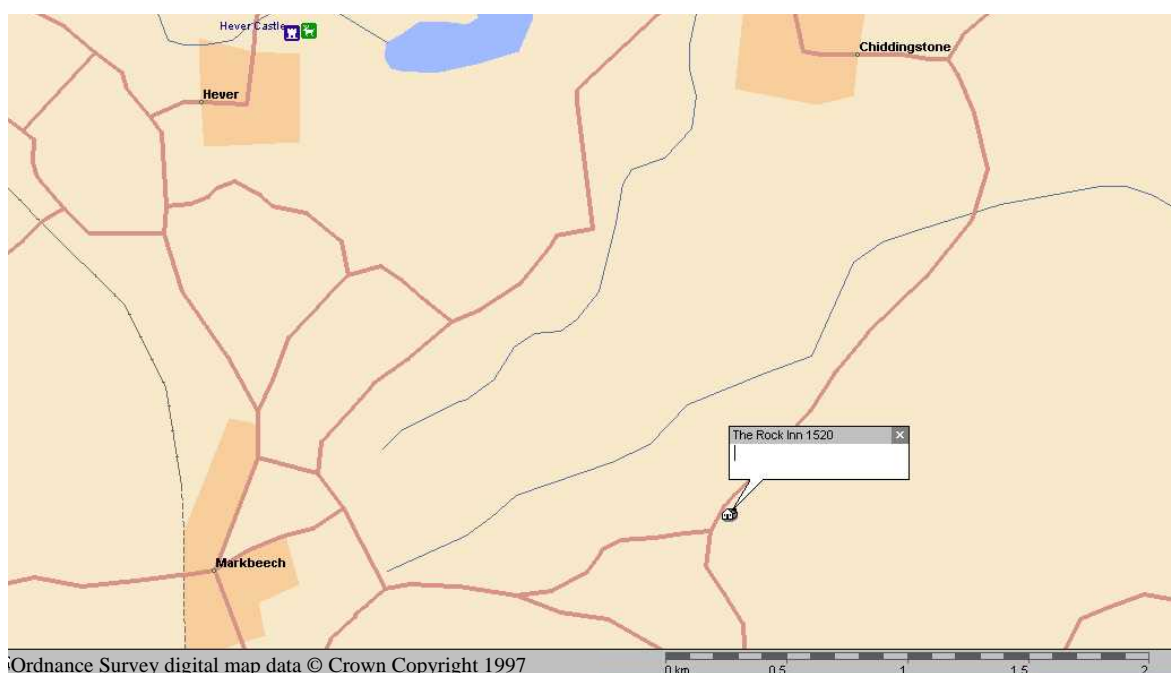 Hever Castle
Chiddingstone
Hever
The Rock Inn 1520
Markbeech
Ordnance Survey digital map data © Crown Copyright 1997
0 km 0.5 1 1.5 2